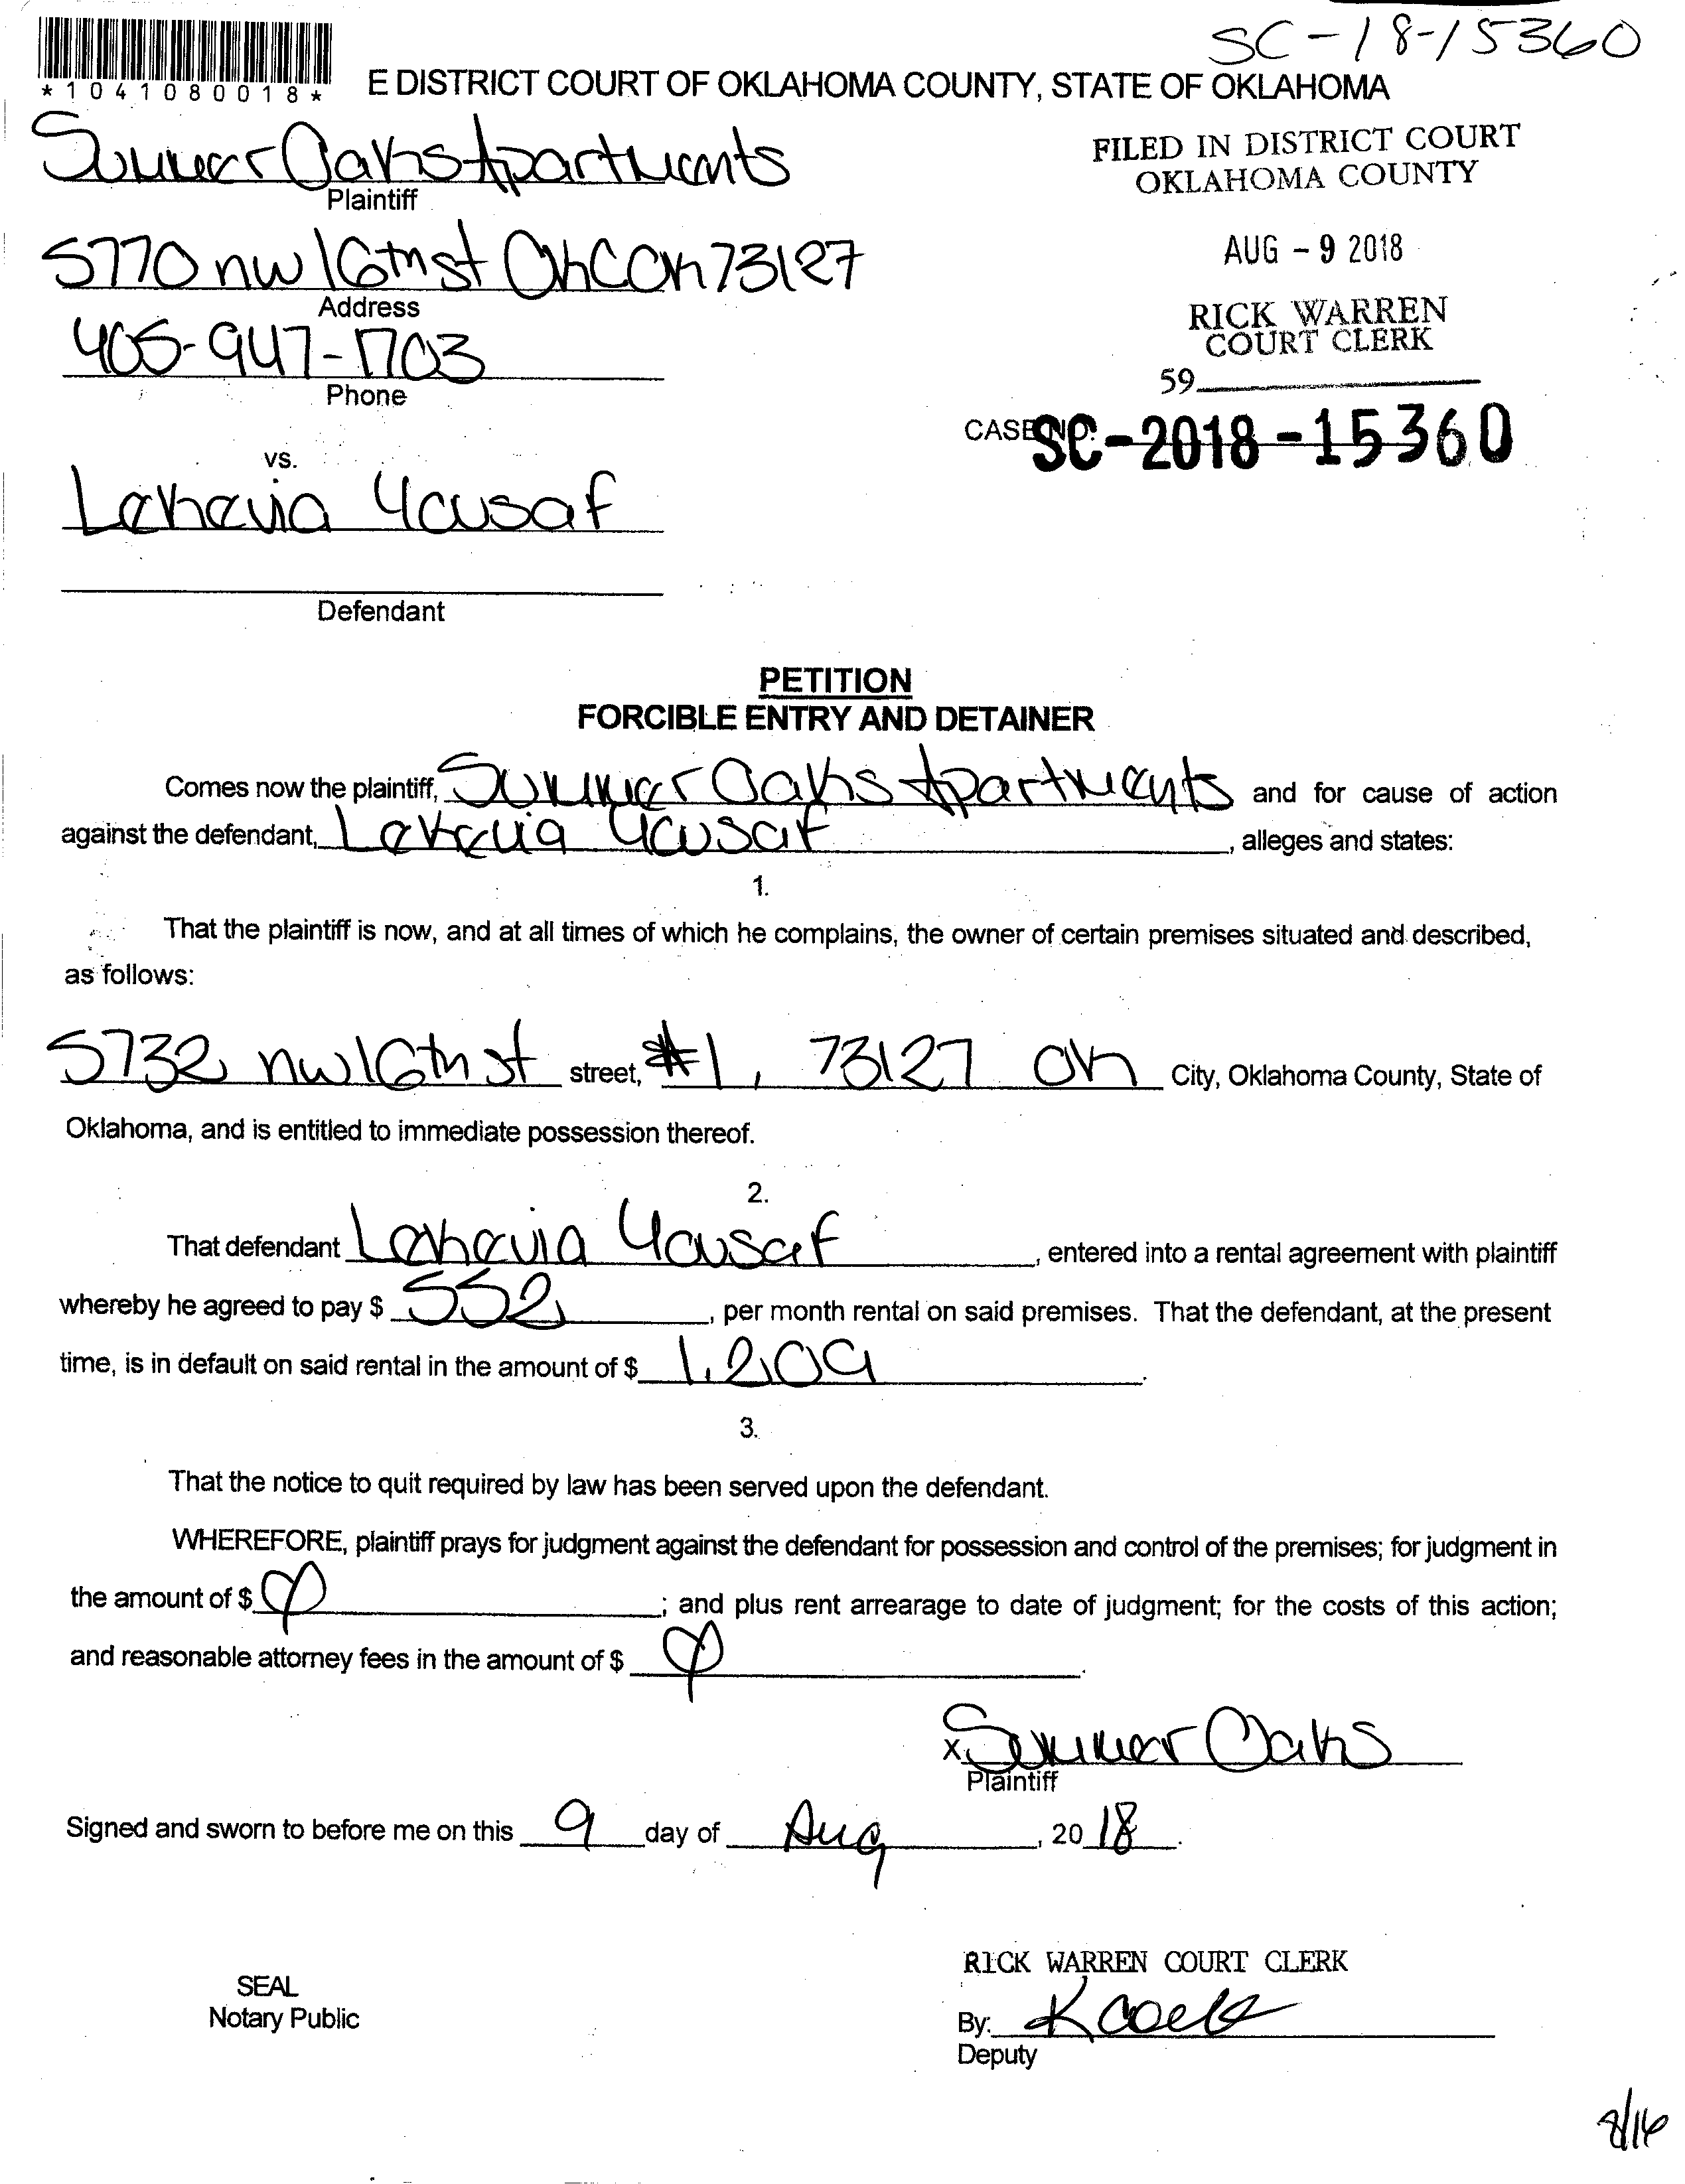 SC-18-15360
*1041080018*
E DISTRICT COURT OF OKLAHOMA COUNTY, STATE OF OKLAHOMA
Summer Oaks Apartments
Plaintiff
FILED IN DISTRICT COURT
OKLAHOMA COUNTY
5770 nw 16th st OKC OK 73127
Address
AUG - 9 2018
405-947-1703
Phone
RICK WARREN
COURT CLERK
59
CASE NO:
SC-2018-15360
vs.
Defendant
PETITION
FORCIBLE ENTRY AND DETAINER
Comes now the plaintiff, Summer Oaks Apartments and for cause of action
against the defendant, , alleges and states:
1.
That the plaintiff is now, and at all times of which he complains, the owner of certain premises situated and described,
as follows:
5732 nw 16th st street, #1, 73127 OK City, Oklahoma County, State of
Oklahoma, and is entitled to immediate possession thereof.
2.
That defendant , entered into a rental agreement with plaintiff
whereby he agreed to pay $ 552 , per month rental on said premises. That the defendant, at the present
time, is in default on said rental in the amount of $ 1,209 .
3.
That the notice to quit required by law has been served upon the defendant.
WHEREFORE, plaintiff prays for judgment against the defendant for possession and control of the premises; for judgment in
the amount of $ ; and plus rent arrearage to date of judgment; for the costs of this action;
and reasonable attorney fees in the amount of $ .
x Summer Oaks
Plaintiff
Signed and sworn to before me on this 9 day of Aug , 20 18 .
SEAL
Notary Public
RICK WARREN COURT CLERK
By:
Deputy
8/16